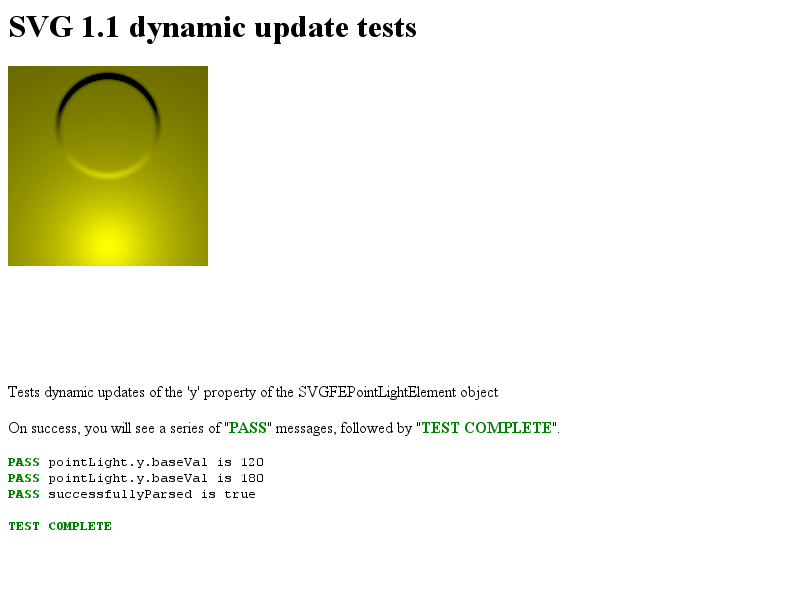 SVG 1.1 dynamic update tests
Tests dynamic updates of the 'y' property of the SVGFEPointLightElement object
On success, you will see a series of "PASS" messages, followed by "TEST COMPLETE".
PASS pointLight.y.baseVal is 120
PASS pointLight.y.baseVal is 180
PASS successfullyParsed is true
TEST COMPLETE